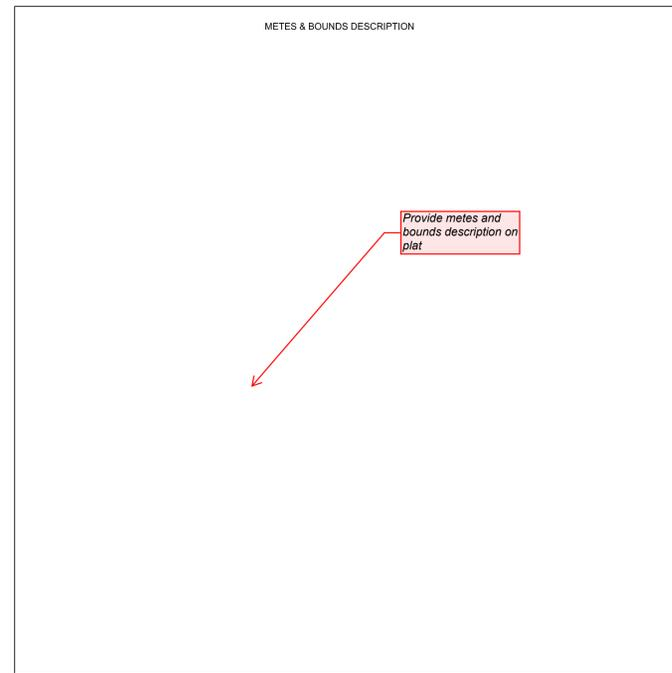 METES & BOUNDS DESCRIPTION
Provide metes and
bounds description on
plat